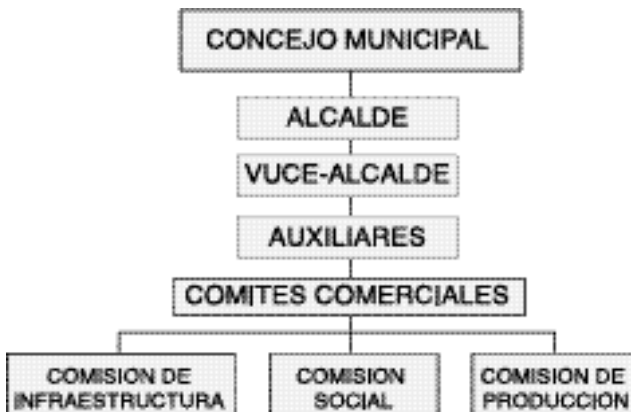 CONCEJO MUNICIPAL
ALCALDE
VUCE-ALCALDE
AUXILIARES
COMITES COMERCIALES
COMISION DE
INFRAESTRUCTURA
COMISION
SOCIAL
COMISION DE
PRODUCCION